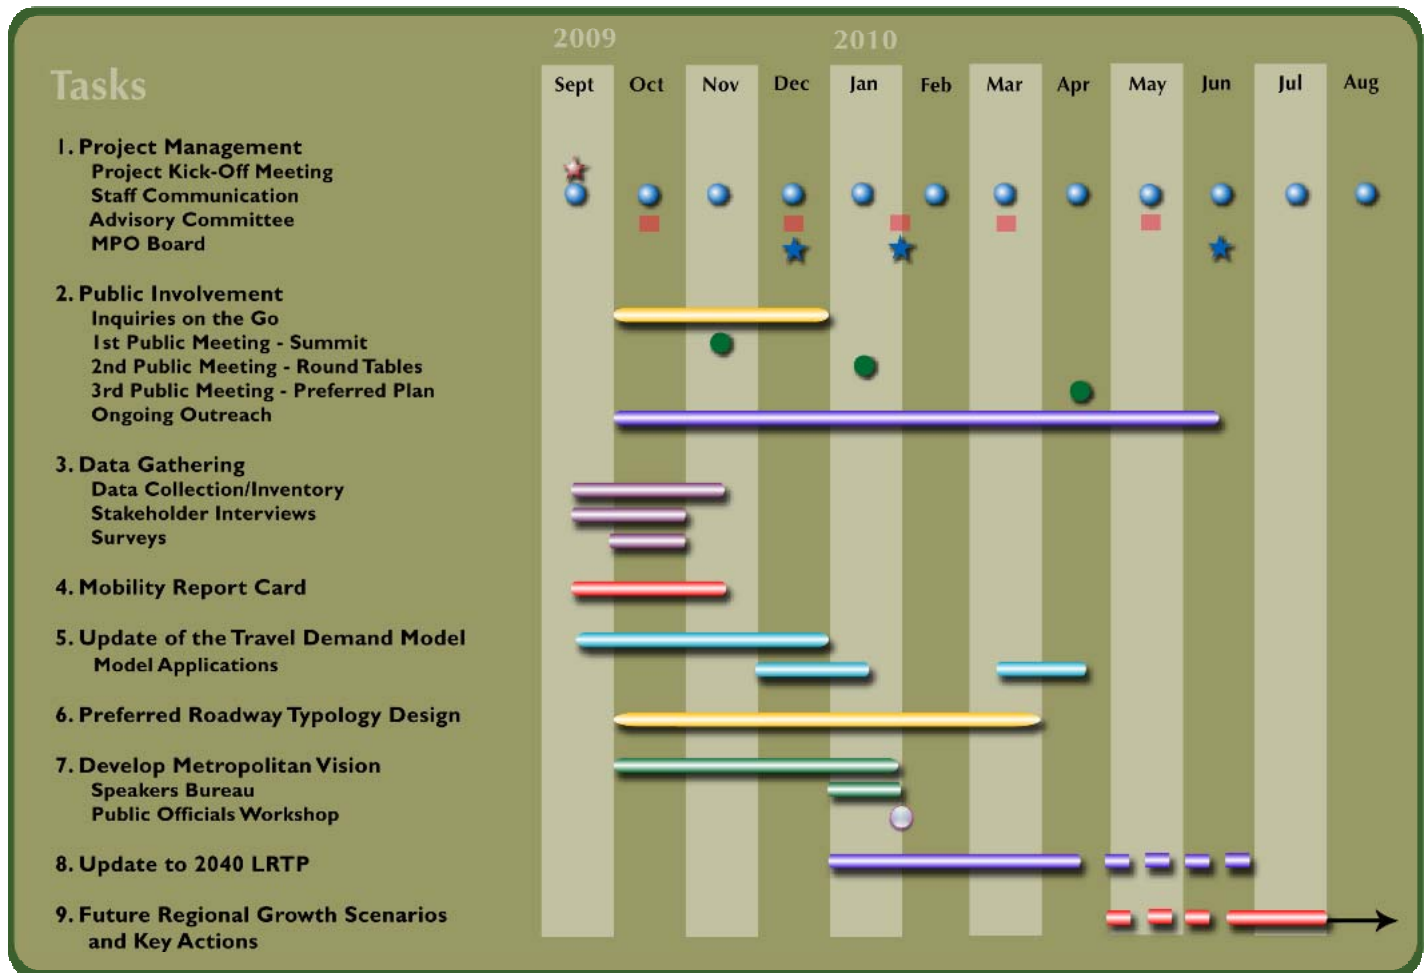 2009 2010
Tasks Sept Oct Nov Dec Jan Feb Mar Apr May Jun Jul Aug
1. Project Management
Project Kick-Off Meeting
Staff Communication
Advisory Committee
MPO Board
2. Public Involvement
Inquiries on the Go
1st Public Meeting - Summit
2nd Public Meeting - Round Tables
3rd Public Meeting - Preferred Plan
Ongoing Outreach
3. Data Gathering
Data Collection/Inventory
Stakeholder Interviews
Surveys
4. Mobility Report Card
5. Update of the Travel Demand Model
Model Applications
6. Preferred Roadway Typology Design
7. Develop Metropolitan Vision
Speakers Bureau
Public Officials Workshop
8. Update to 2040 LRTP
9. Future Regional Growth Scenarios
and Key Actions